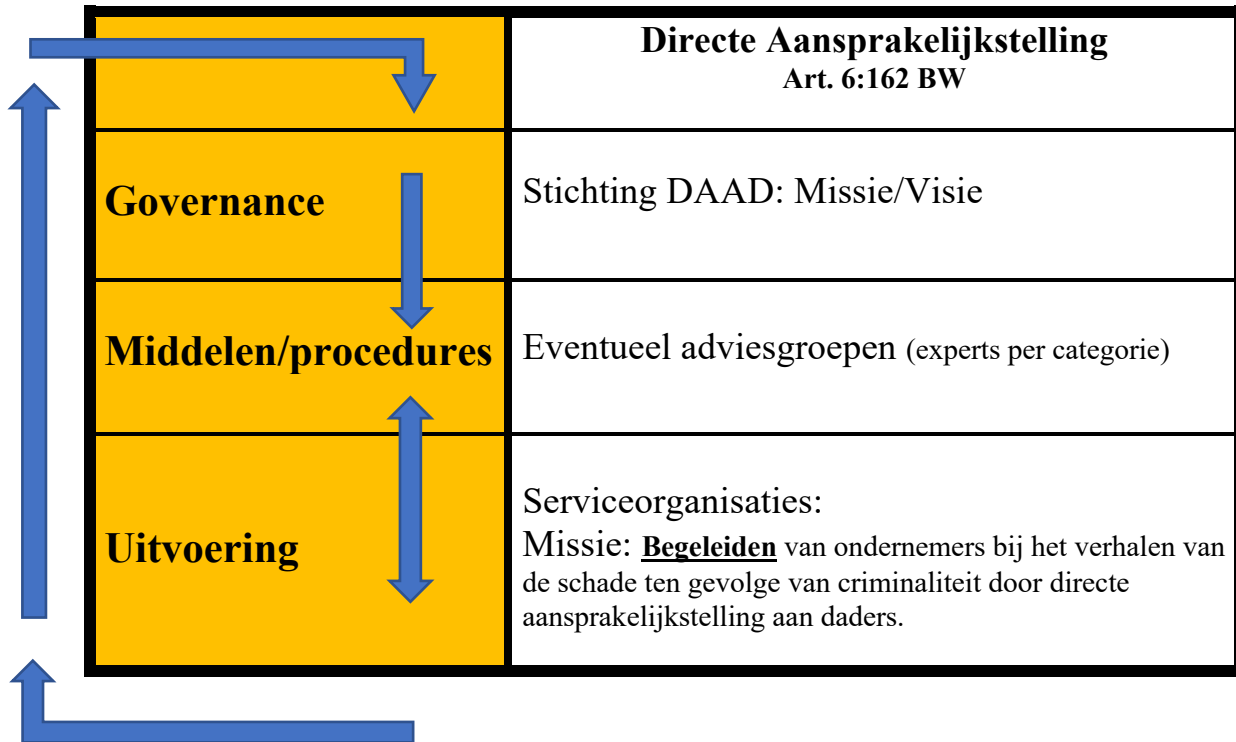 Directe Aansprakelijkstelling
Art. 6:162 BW
Governance
Stichting DAAD: Missie/Visie
Middelen/procedures
Eventueel adviesgroepen (experts per categorie)
Uitvoering
Serviceorganisaties:
Missie: Begeleiden van ondernemers bij het verhalen van
de schade ten gevolge van criminaliteit door directe
aansprakelijkstelling aan daders.